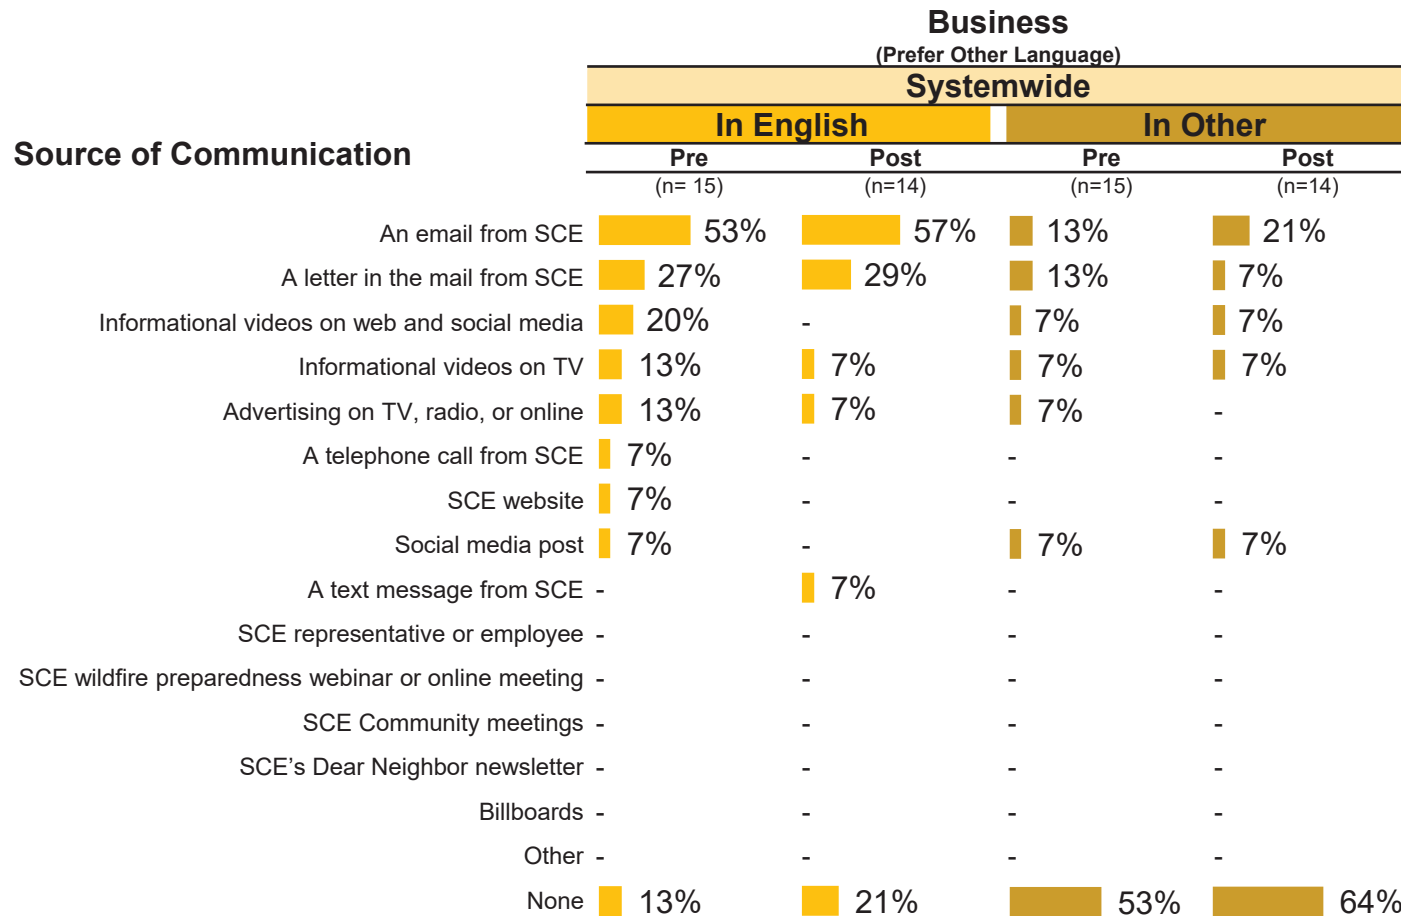 Business
(Prefer Other Language)
Systemwide
In English In Other
Source of Communication
Pre Post Pre Post
(n= 15) (n=14) (n=15) (n=14)
An email from SCE 53% 57% 13% 21%
A letter in the mail from SCE 27% 29% 13% 7%
Informational videos on web and social media 20% - 7% 7%
Informational videos on TV 13% 7% 7% 7%
Advertising on TV, radio, or online 13% 7% 7% -
A telephone call from SCE 7% - - -
SCE website 7% - - -
Social media post 7% - 7% 7%
A text message from SCE - 7% - -
SCE representative or employee - - - -
SCE wildfire preparedness webinar or online meeting - - - -
SCE Community meetings - - - -
SCE’s Dear Neighbor newsletter - - - -
Billboards - - - -
Other - - - -
None 13% 21% 53% 64%